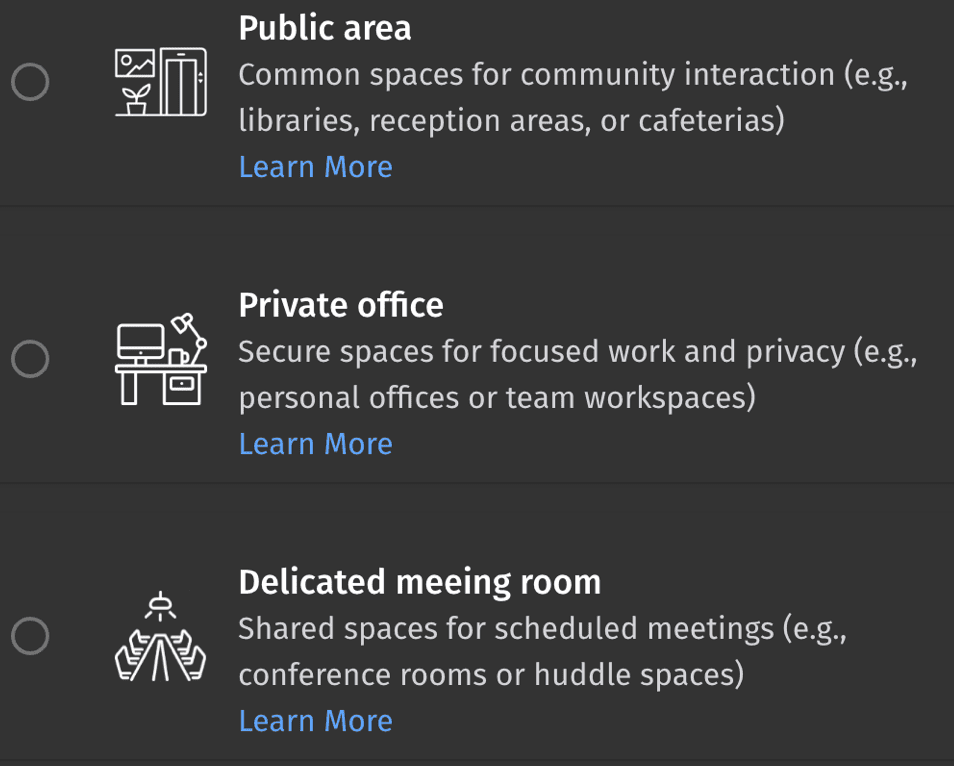 Public area
Common spaces for community interaction (e.g.,
libraries, reception areas, or cafeterias)
Learn More
Private office
Secure spaces for focused work and privacy (e.g.,
personal offices or team workspaces)
Learn More
Delicated meeing room
Shared spaces for scheduled meetings (e.g.,
conference rooms or huddle spaces)
Learn More